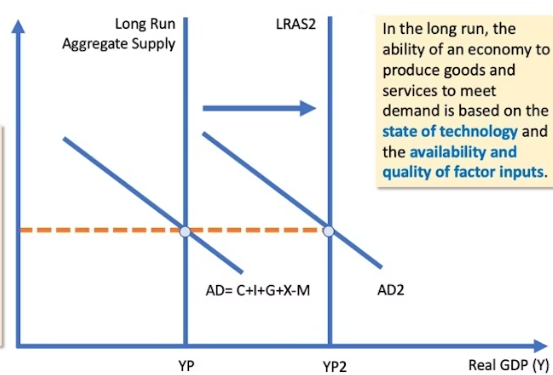 Long Run
Aggregate Supply
LRAS2
In the long run, the
ability of an economy to
produce goods and
services to meet
demand is based on the
state of technology and
the availability and
quality of factor inputs.
AD= C+I+G+X-M
AD2
YP
YP2
Real GDP (Y)